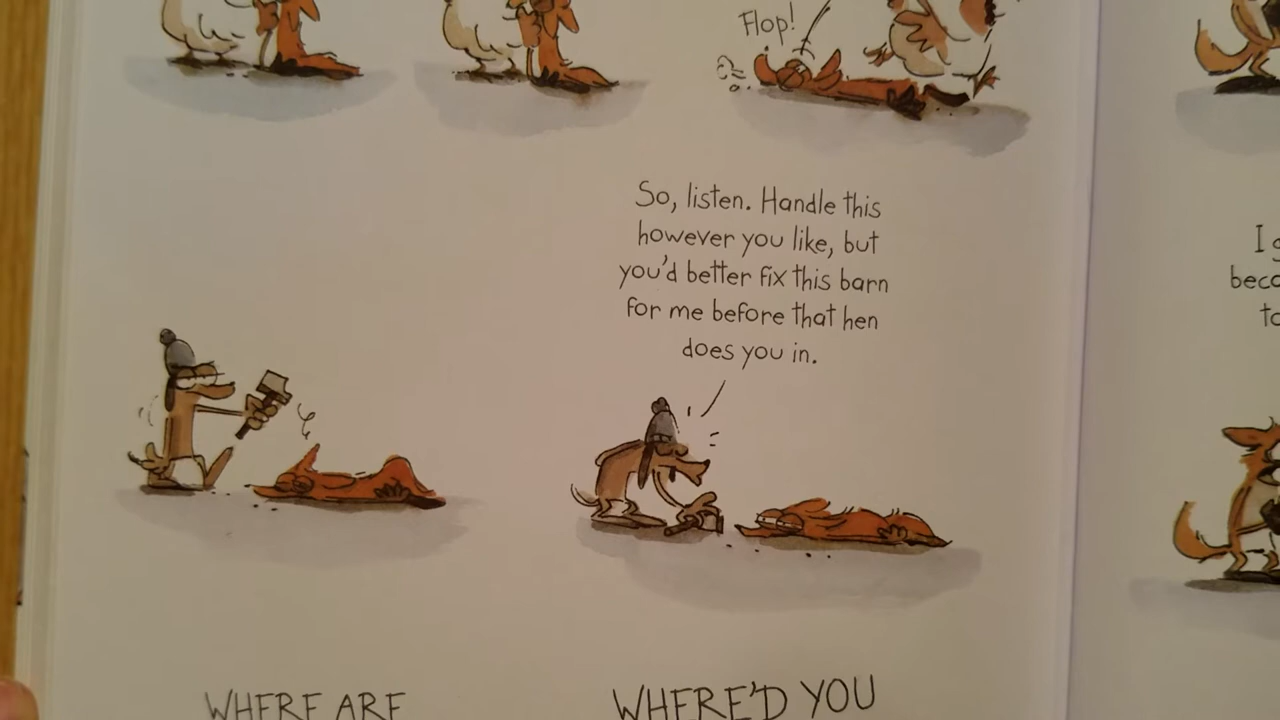 Flop!
So, listen. Handle this
however you like, but
you'd better fix this barn
for me before that hen
does you in.
I
WHERE ARE
WHERE'D YOU